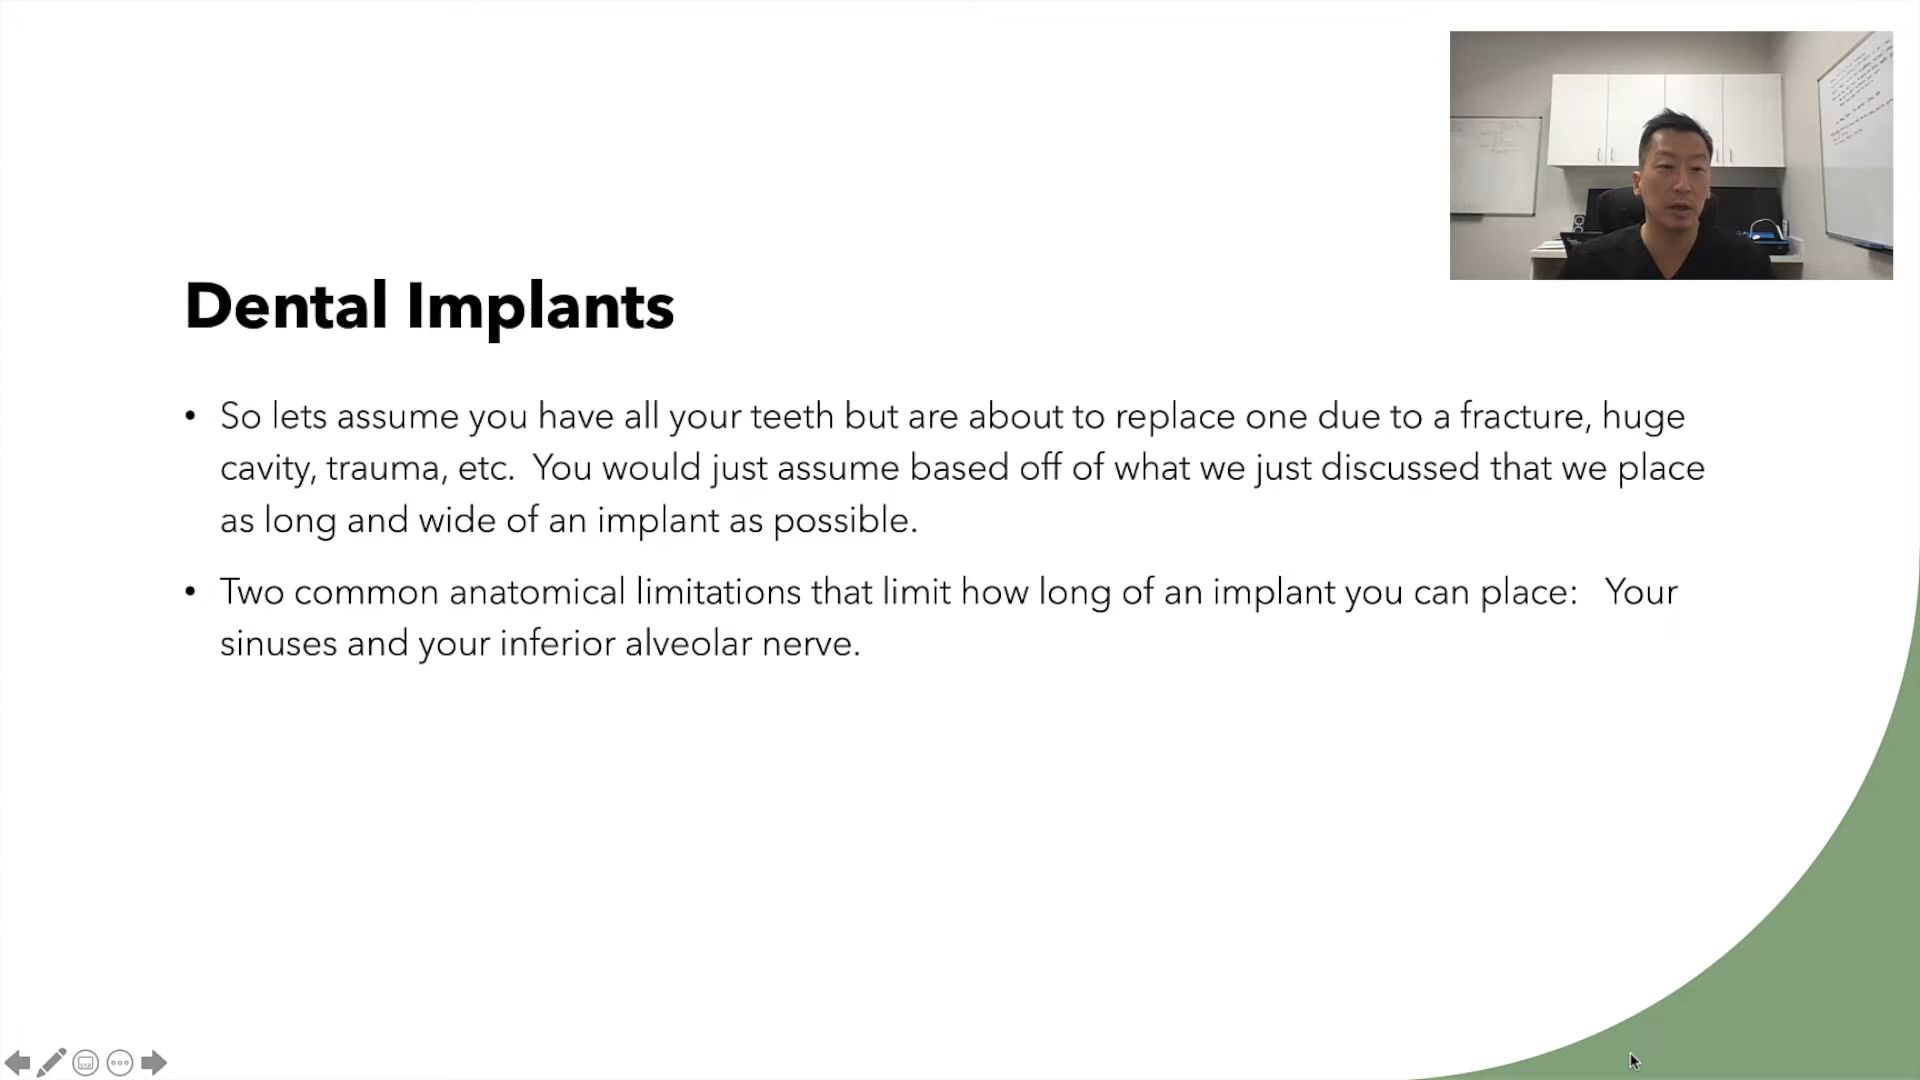 Dental Implants
• So lets assume you have all your teeth but are about to replace one due to a fracture, huge
cavity, trauma, etc.  You would just assume based off of what we just discussed that we place
as long and wide of an implant as possible.
• Two common anatomical limitations that limit how long of an implant you can place:   Your
sinuses and your inferior alveolar nerve.